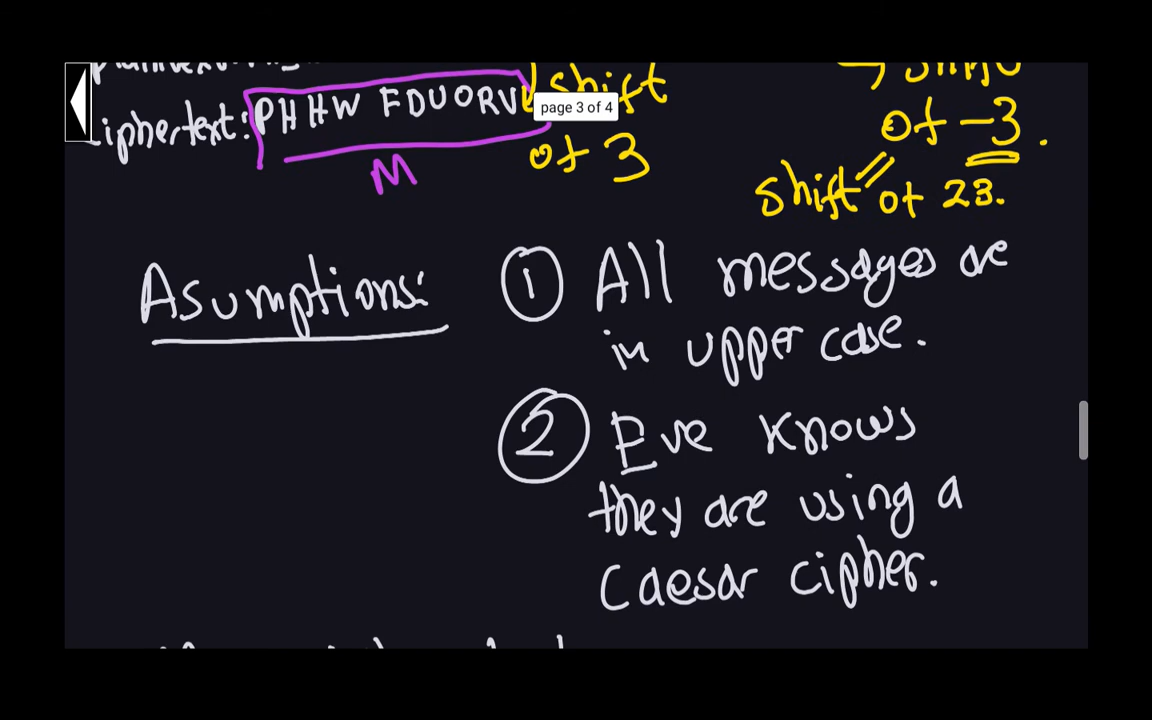 shift
ciphertext: PHHW FDUORV
page 3 of 4
of 3
M
of -3.
shift of 23.
Asumptions:
1 All messages are
in upper case.
2 Eve knows
they are using a
Caesar cipher.